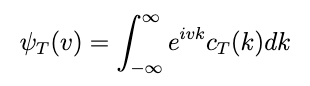 ψ_T(v) = ∫_{-∞}^{∞} e^{ivk} c_T(k)dk